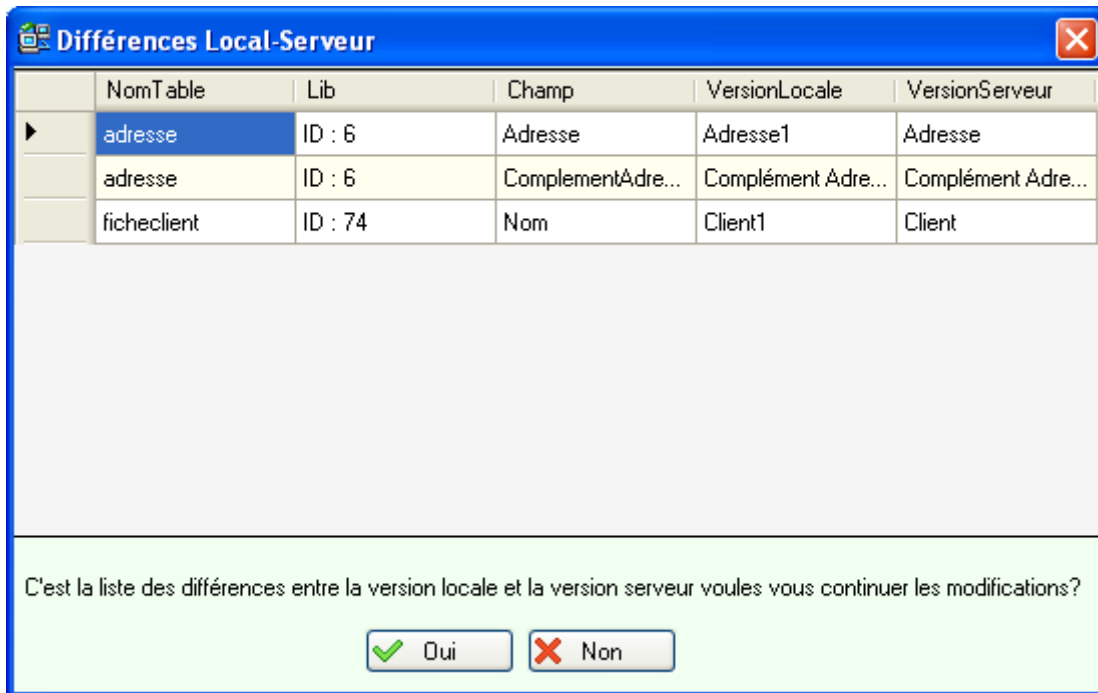 Différences Local-Serveur
NomTable Lib Champ VersionLocale VersionServeur
adresse ID : 6 Adresse Adresse1 Adresse
adresse ID : 6 ComplementAdre... Complément Adre... Complément Adre...
ficheclient ID : 74 Nom Client1 Client
C'est la liste des différences entre la version locale et la version serveur voules vous continuer les modifications?
Oui Non